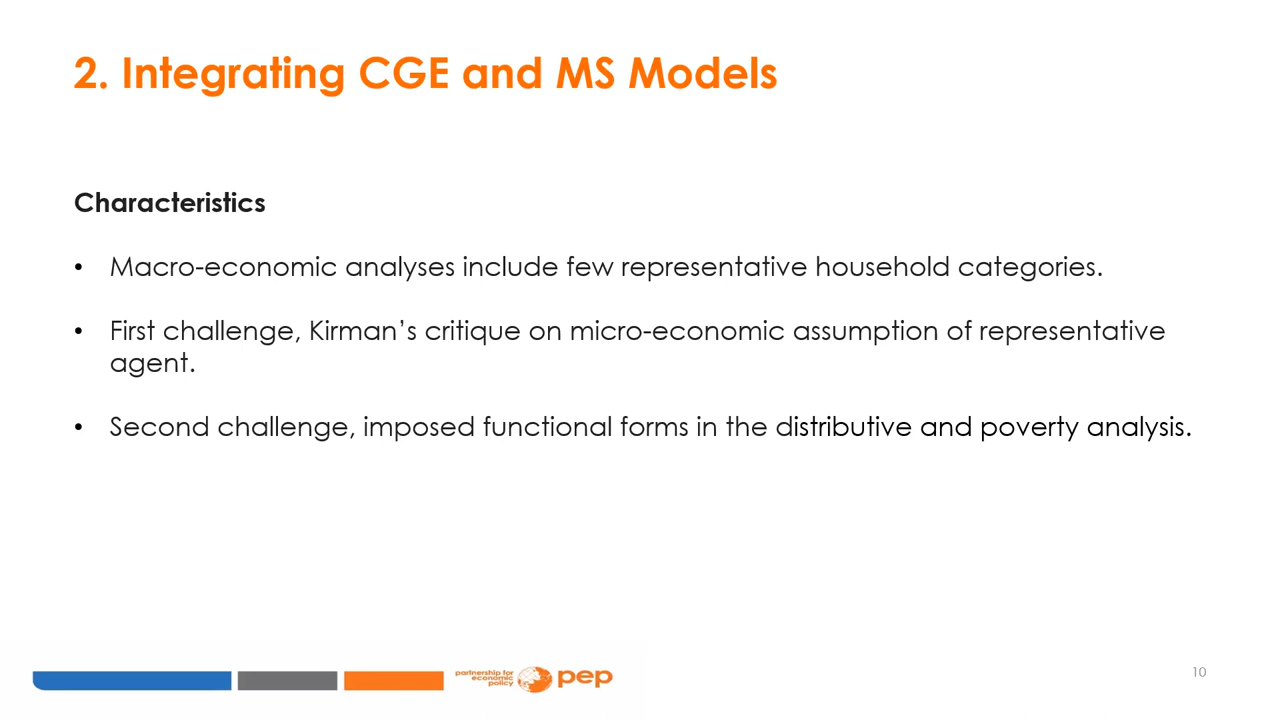 2. Integrating CGE and MS Models
Characteristics
• Macro-economic analyses include few representative household categories.
• First challenge, Kirman’s critique on micro-economic assumption of representative
agent.
• Second challenge, imposed functional forms in the distributive and poverty analysis.
partnership for
economic
policy
pep
10